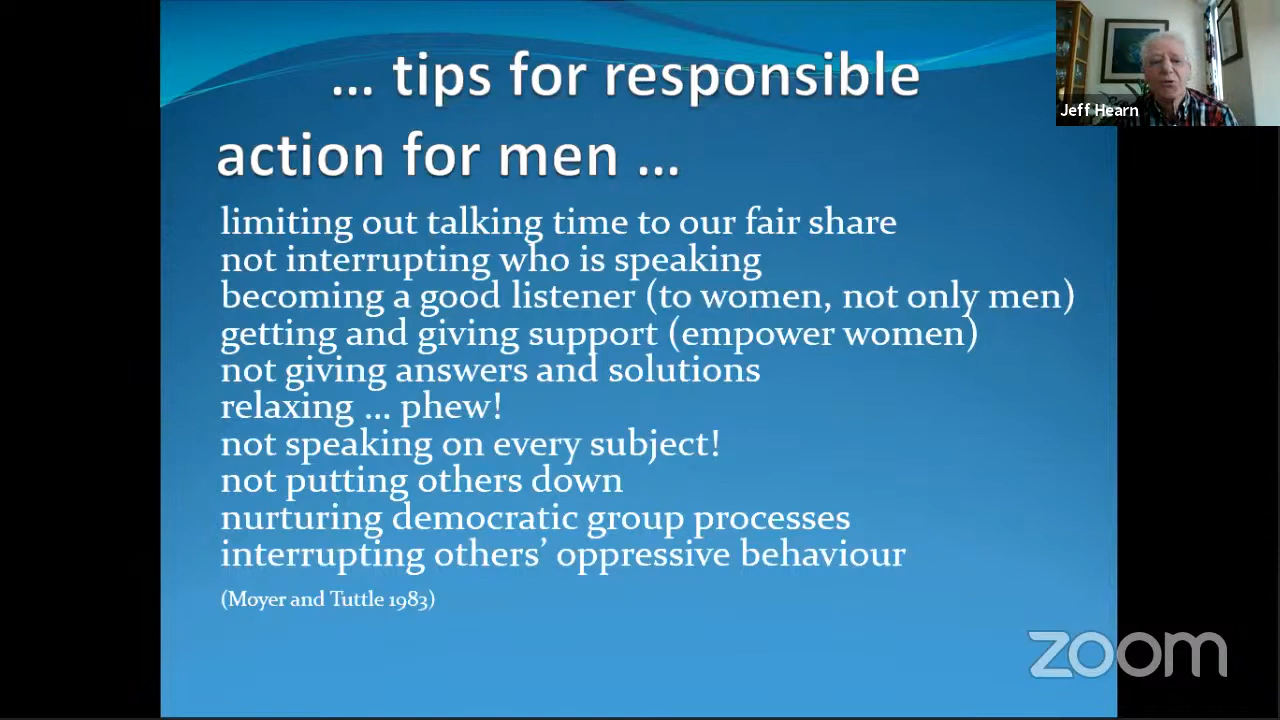 ... tips for responsible
action for men ...
Jeff Hearn
limiting out talking time to our fair share
not interrupting who is speaking
becoming a good listener (to women, not only men)
getting and giving support (empower women)
not giving answers and solutions
relaxing ... phew!
not speaking on every subject!
not putting others down
nurturing democratic group processes
interrupting others’ oppressive behaviour
(Moyer and Tuttle 1983)
zoom